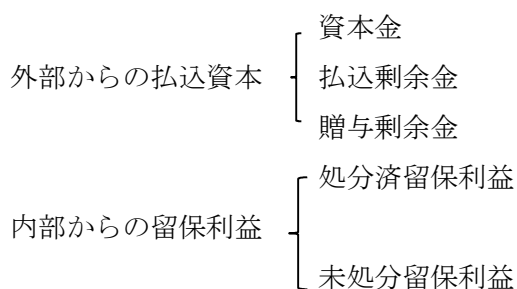 資本金
外部からの払込資本
払込剰余金
贈与剰余金
処分済留保利益
内部からの留保利益
未処分留保利益